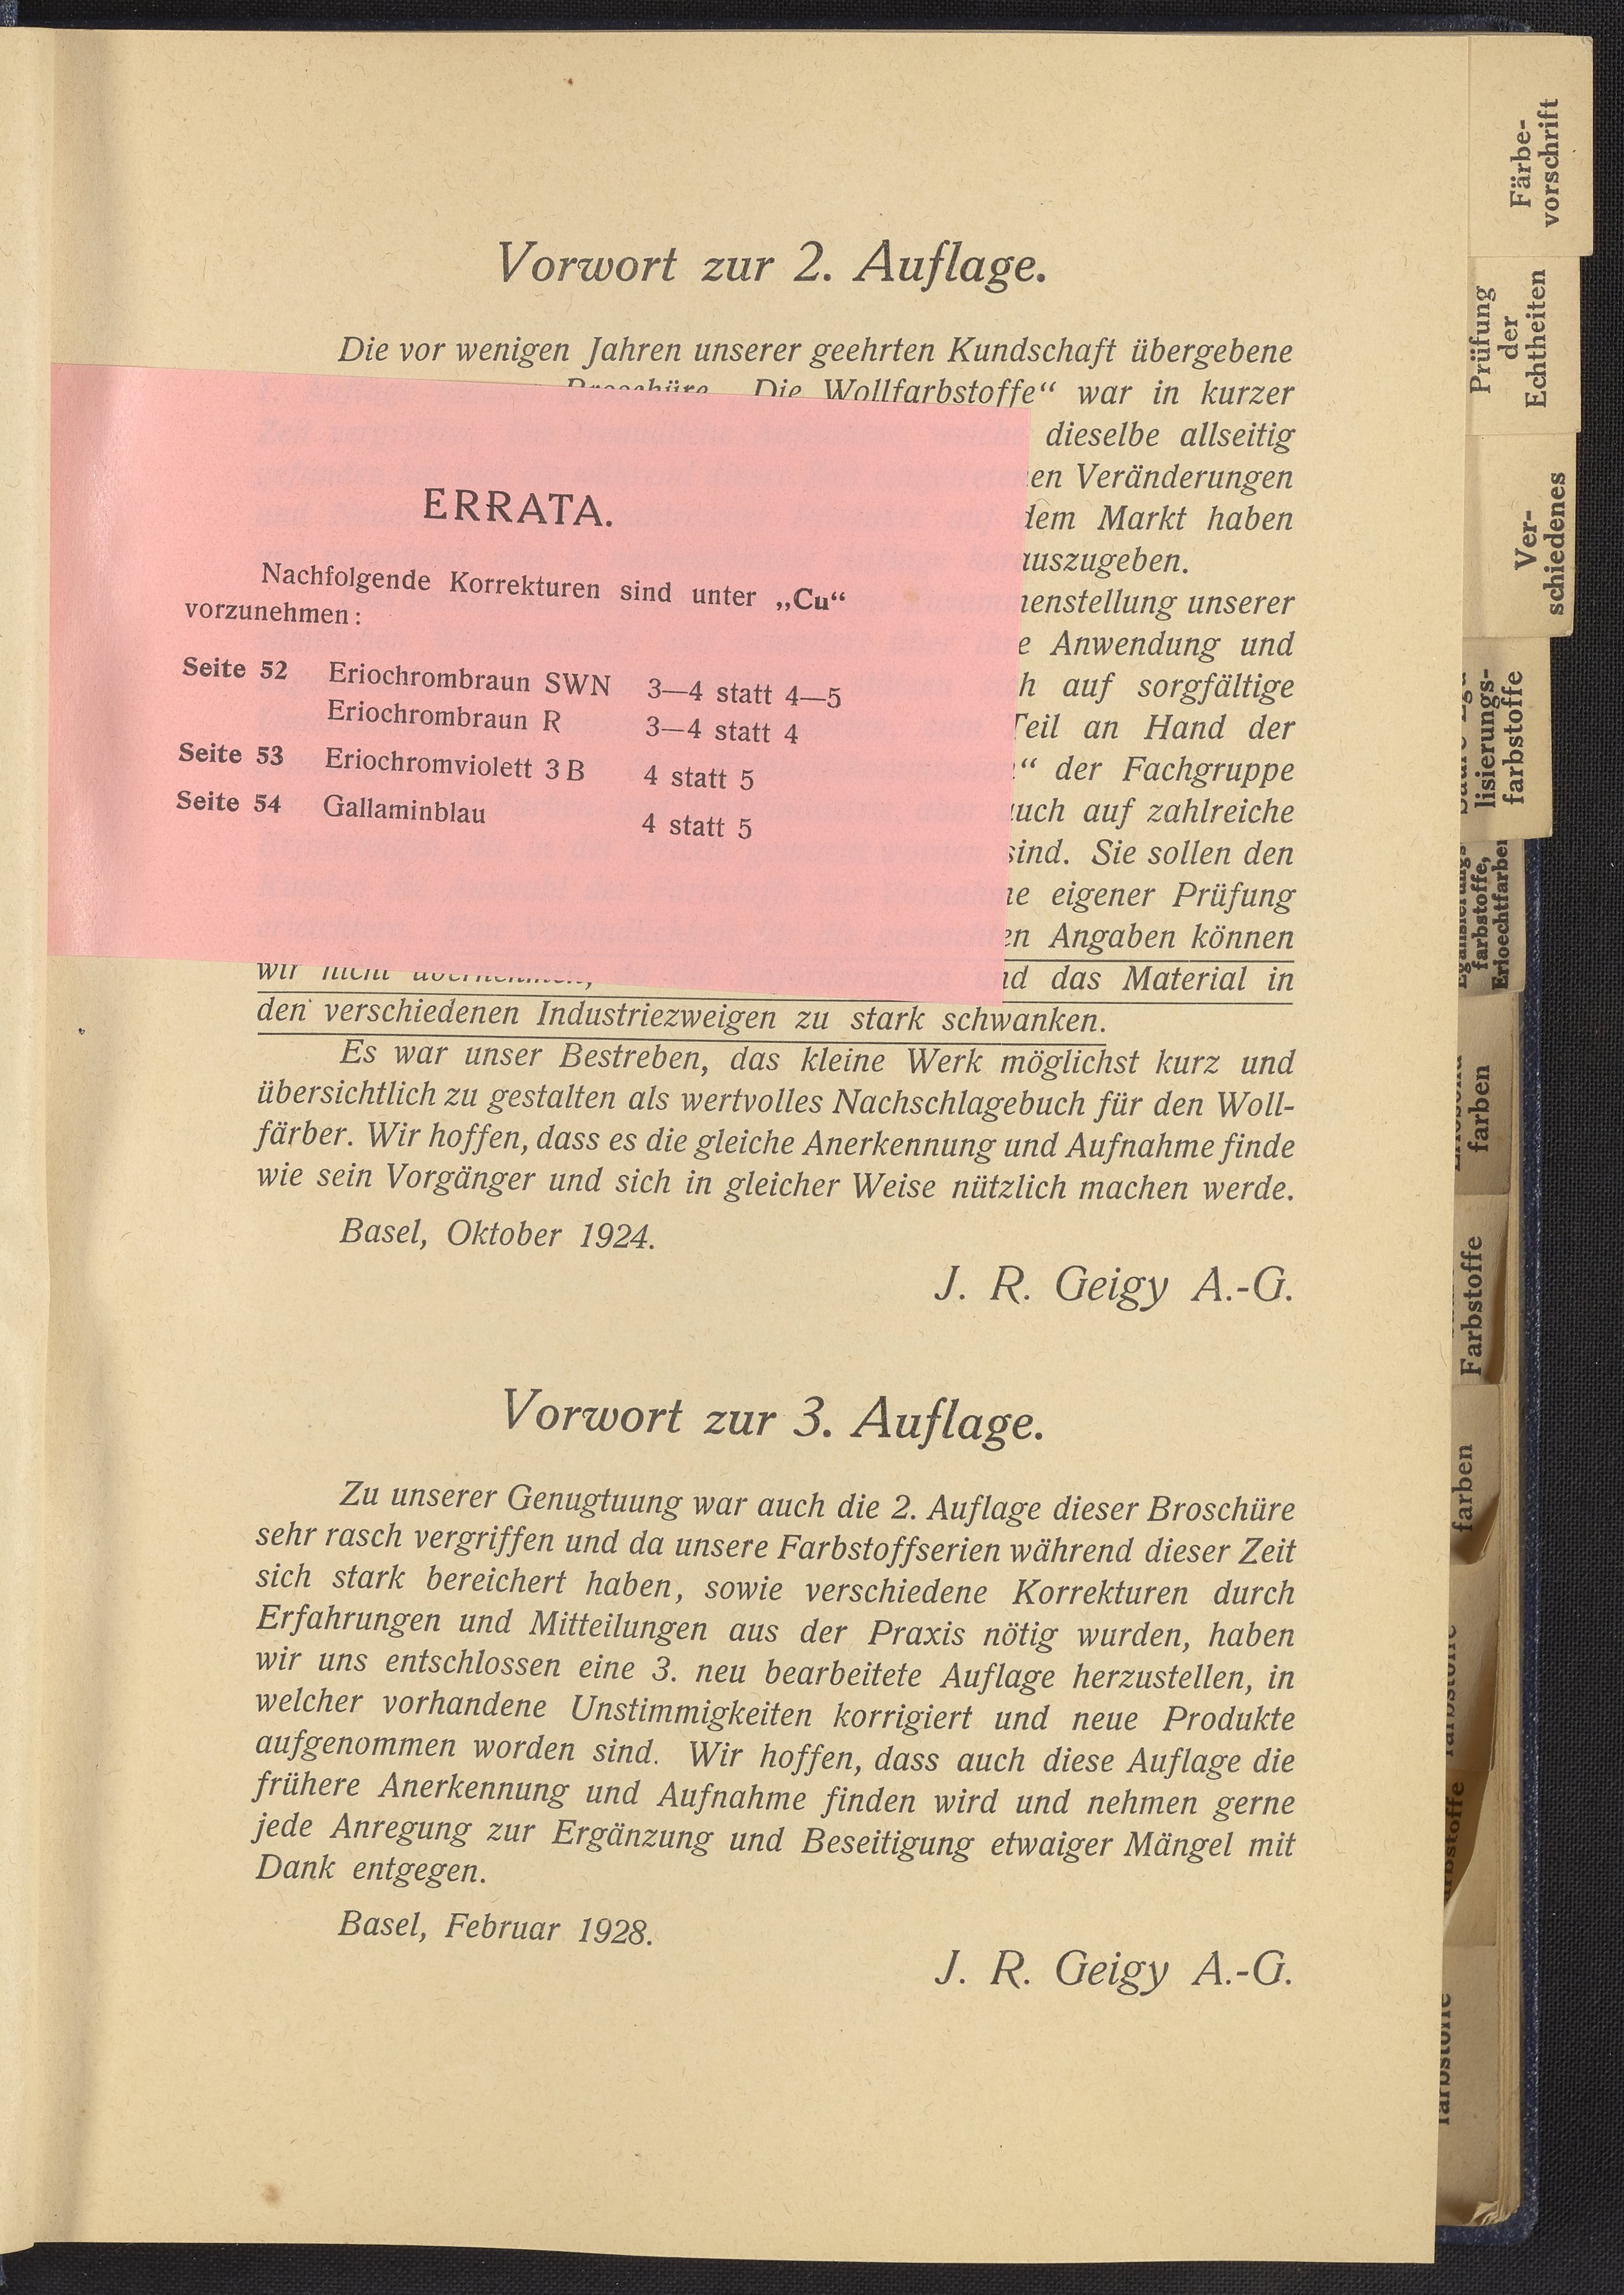 Vorwort zur 2. Auflage.
Die vor wenigen Jahren unserer geehrten Kundschaft übergebene
Broschüre „Die Wollfarbstoffe“ war in kurzer
dieselbe allseitig
Veränderungen
dem Markt haben
unserer
Anwendung und
auf sorgfältige
Teil an Hand der
der Fachgruppe
auch auf zahlreiche
sind. Sie sollen den
eigener Prüfung
Angaben können
wir nicht übernehmen, das Material in
den verschiedenen Industriezweigen zu stark schwanken.
Es war unser Bestreben, das kleine Werk möglichst kurz und
übersichtlich zu gestalten als wertvolles Nachschlagebuch für den Woll-
färber. Wir hoffen, dass es die gleiche Anerkennung und Aufnahme finde
wie sein Vorgänger und sich in gleicher Weise nützlich machen werde.
Basel, Oktober 1924.
J. R. Geigy A.-G.
ERRATA.
Nachfolgende Korrekturen sind unter „Cu“
vorzunehmen:
Seite 52 Eriochrombraun SWN 3—4 statt 4—5
Eriochrombraun R 3—4 statt 4
Seite 53 Eriochromviolett 3 B 4 statt 5
Seite 54 Gallaminblau 4 statt 5
Vorwort zur 3. Auflage.
Zu unserer Genugtuung war auch die 2. Auflage dieser Broschüre
sehr rasch vergriffen und da unsere Farbstoffserien während dieser Zeit
sich stark bereichert haben, sowie verschiedene Korrekturen durch
Erfahrungen und Mitteilungen aus der Praxis nötig wurden, haben
wir uns entschlossen eine 3. neu bearbeitete Auflage herzustellen, in
welcher vorhandene Unstimmigkeiten korrigiert und neue Produkte
aufgenommen worden sind. Wir hoffen, dass auch diese Auflage die
frühere Anerkennung und Aufnahme finden wird und nehmen gerne
jede Anregung zur Ergänzung und Beseitigung etwaiger Mängel mit
Dank entgegen.
Basel, Februar 1928.
J. R. Geigy A.-G.
Färbe-
vorschrift
Prüfung
der
Echtheiten
Ver-
schiedenes
lisierungs-
farbstoffe
farbstoffe,
Erioechtfarben
farben
Farbstoffe
farben
farbstoffe